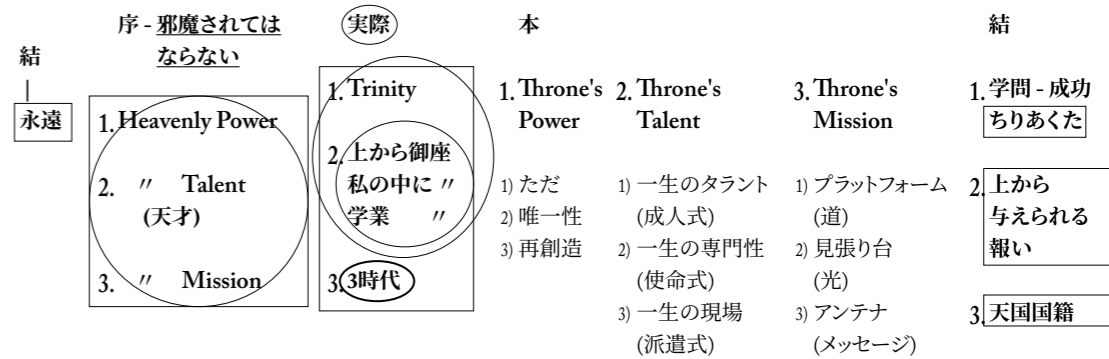 結
|
永遠
序 - 邪魔されては
ならない
1. Heavenly Power
2. 〃 Talent
(天才)
3. 〃 Mission
実際
1. Trinity
2. 上から御座
私の中に 〃
学業 〃
3. 3時代
本
1. Throne's
Power
1) ただ
2) 唯一性
3) 再創造
2. Throne's
Talent
1) 一生のタラント
(成人式)
2) 一生の専門性
(使命式)
3) 一生の現場
(派遣式)
3. Throne's
Mission
1) プラットフォーム
(道)
2) 見張り台
(光)
3) アンテナ
(メッセージ)
結
1. 学問 - 成功
ちりあくた
2. 上から
与えられる
報い
3. 天国国籍